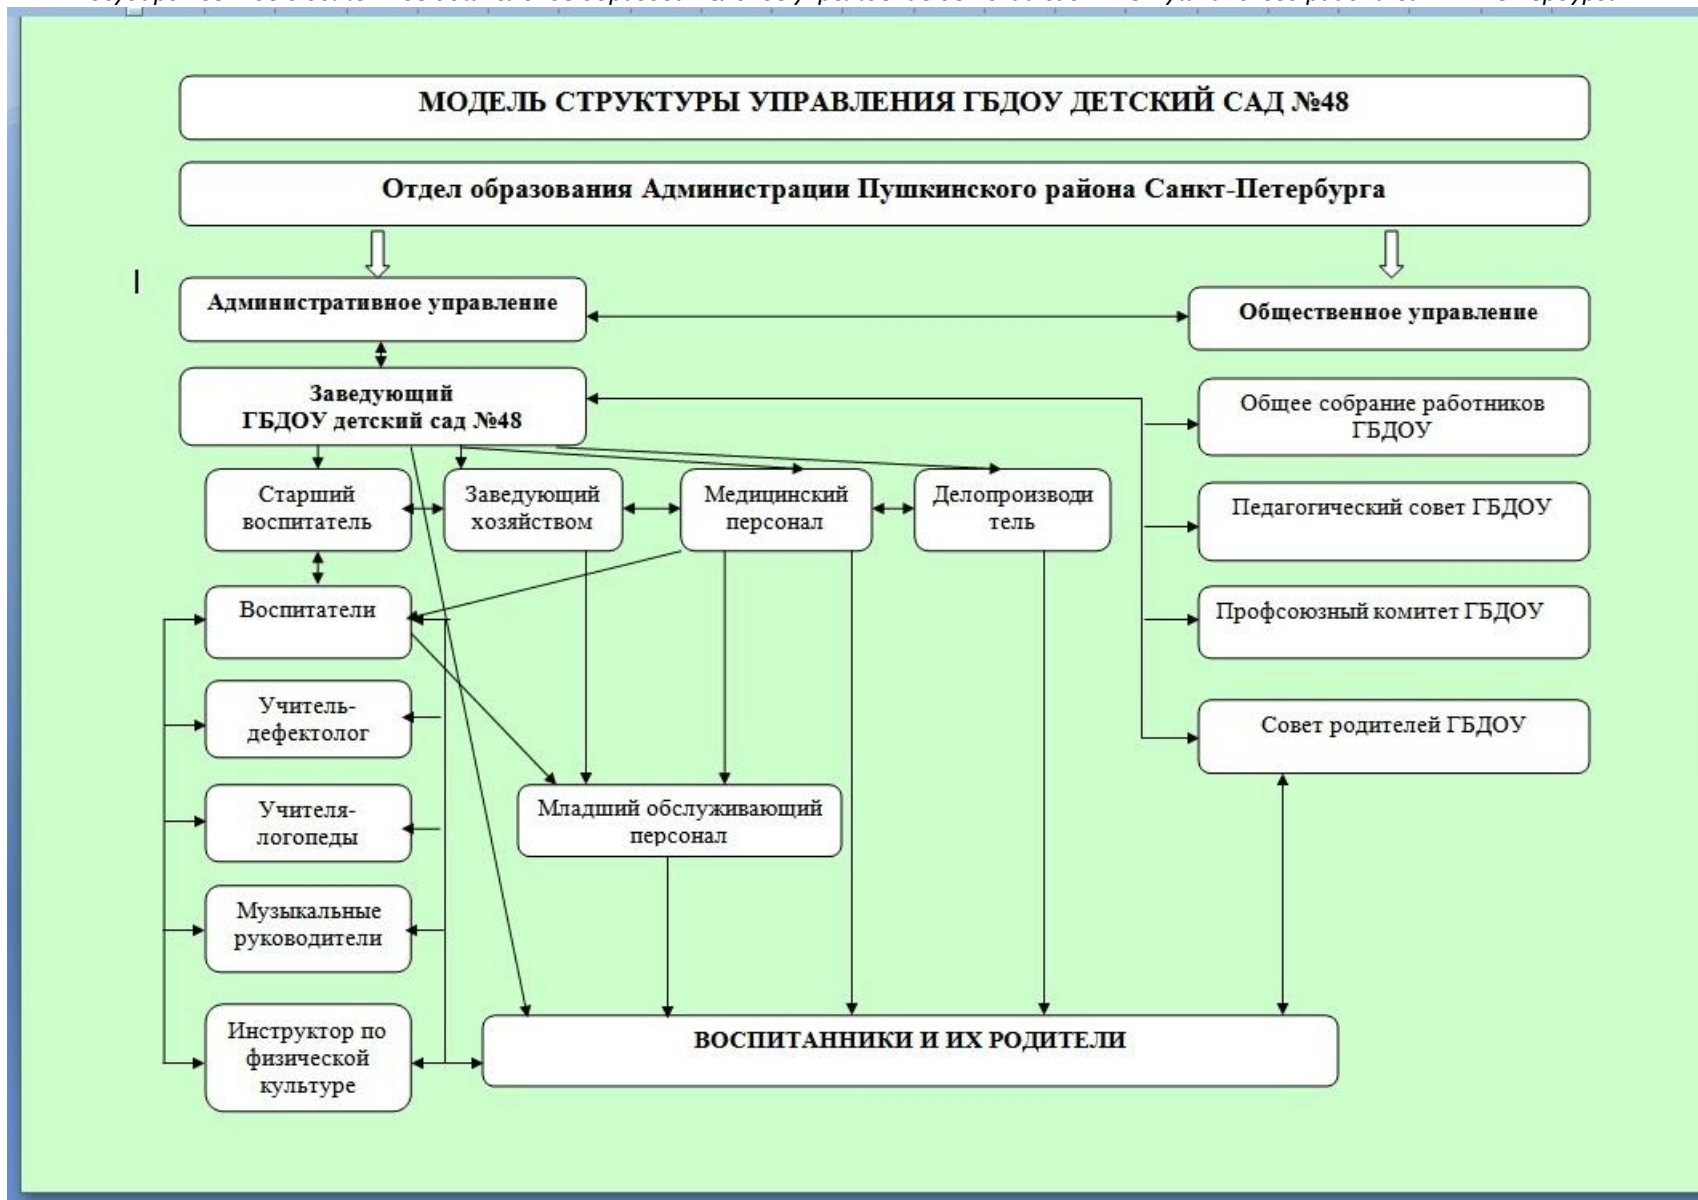 МОДЕЛЬ СТРУКТУРЫ УПРАВЛЕНИЯ ГБДОУ ДЕТСКИЙ САД №48
Отдел образования Администрации Пушкинского района Санкт-Петербурга
Административное управление
Общественное управление
Заведующий
ГБДОУ детский сад №48
Общее собрание работников
ГБДОУ
Старший
воспитатель
Заведующий
хозяйством
Медицинский
персонал
Делопроизводи
тель
Педагогический совет ГБДОУ
Воспитатели
Профсоюзный комитет ГБДОУ
Учитель-
дефектолог
Совет родителей ГБДОУ
Учителя-
логопеды
Младший обслуживающий
персонал
Музыкальные
руководители
Инструктор по
физической
культуре
ВОСПИТАННИКИ И ИХ РОДИТЕЛИ